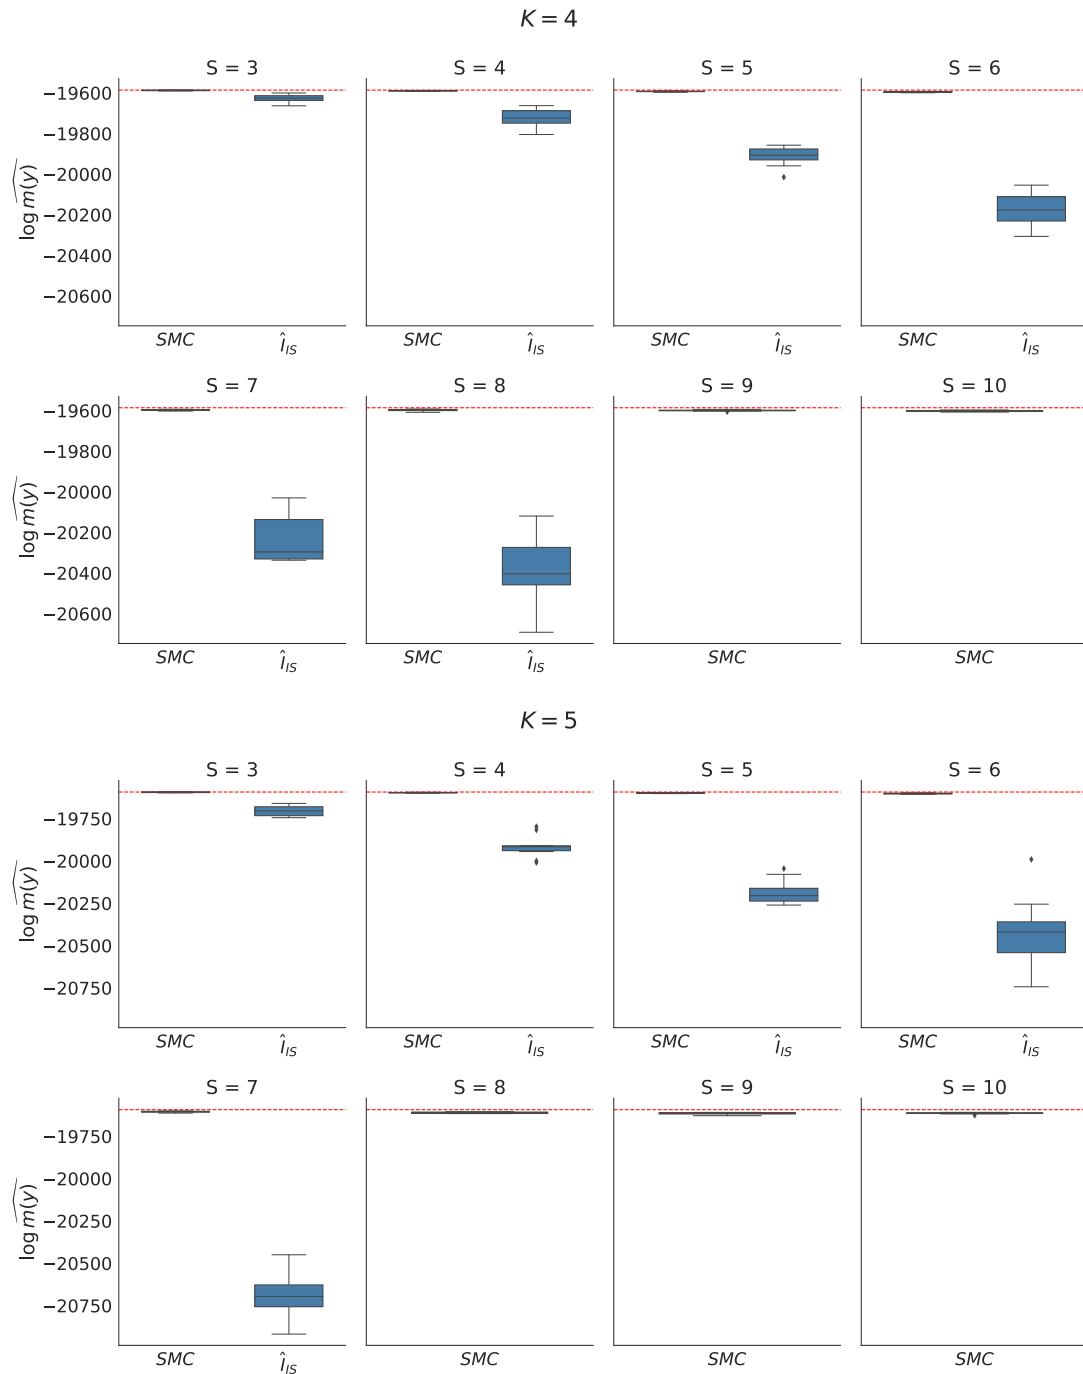 K = 4
S = 3 S = 4 S = 5 S = 6
−19600
−19800
−20000
−20200
−20400
−20600
log m(y)
SMC Î_IS SMC Î_IS SMC Î_IS SMC Î_IS
S = 7 S = 8 S = 9 S = 10
−19600
−19800
−20000
−20200
−20400
−20600
log m(y)
SMC Î_IS SMC Î_IS SMC SMC
K = 5
S = 3 S = 4 S = 5 S = 6
−19750
−20000
−20250
−20500
−20750
log m(y)
SMC Î_IS SMC Î_IS SMC Î_IS SMC Î_IS
S = 7 S = 8 S = 9 S = 10
−19750
−20000
−20250
−20500
−20750
log m(y)
SMC Î_IS SMC SMC SMC